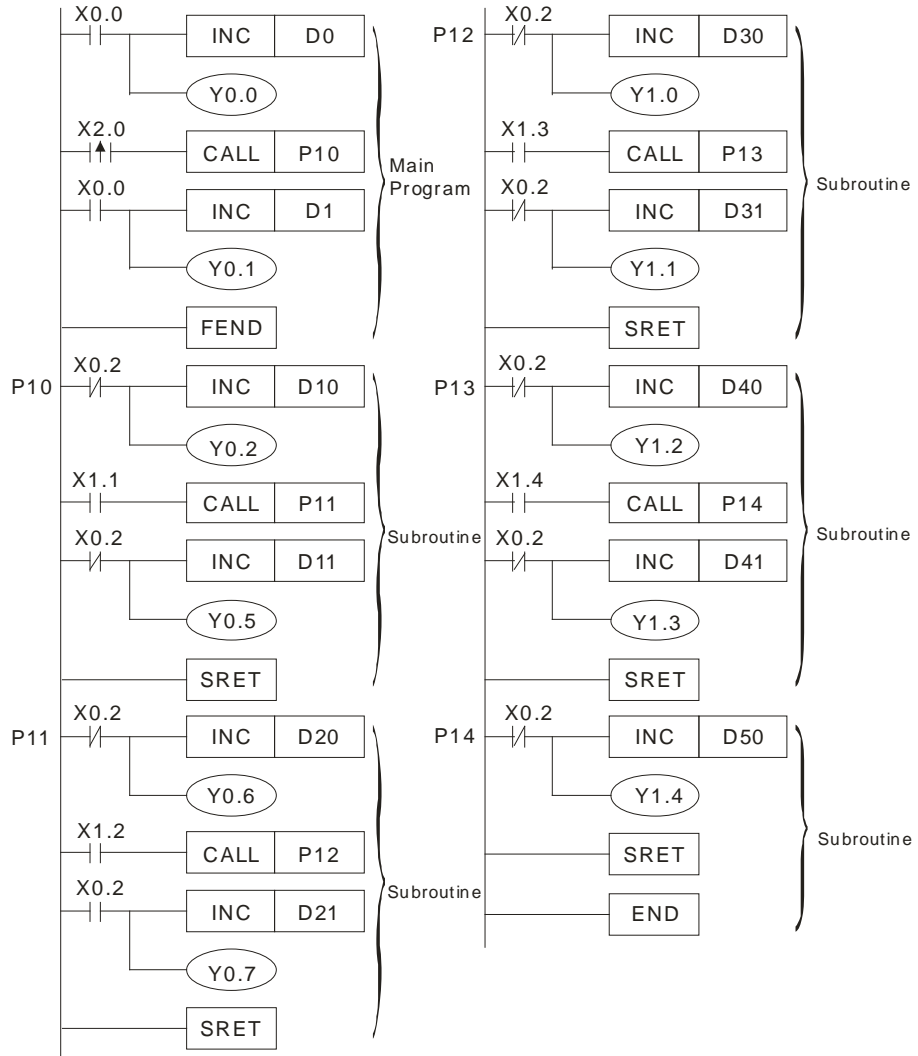 X0.0
INC D0
Y0.0
X2.0
CALL P10
Main
Program
X0.0
INC D1
Y0.1
FEND
P10
X0.2
INC D10
Y0.2
X1.1
CALL P11
Subroutine
X0.2
INC D11
Y0.5
SRET
P11
X0.2
INC D20
Y0.6
X1.2
CALL P12
Subroutine
X0.2
INC D21
Y0.7
SRET
P12
X0.2
INC D30
Y1.0
X1.3
CALL P13
Subroutine
X0.2
INC D31
Y1.1
SRET
P13
X0.2
INC D40
Y1.2
X1.4
CALL P14
Subroutine
X0.2
INC D41
Y1.3
SRET
P14
X0.2
INC D50
Y1.4
Subroutine
SRET
END